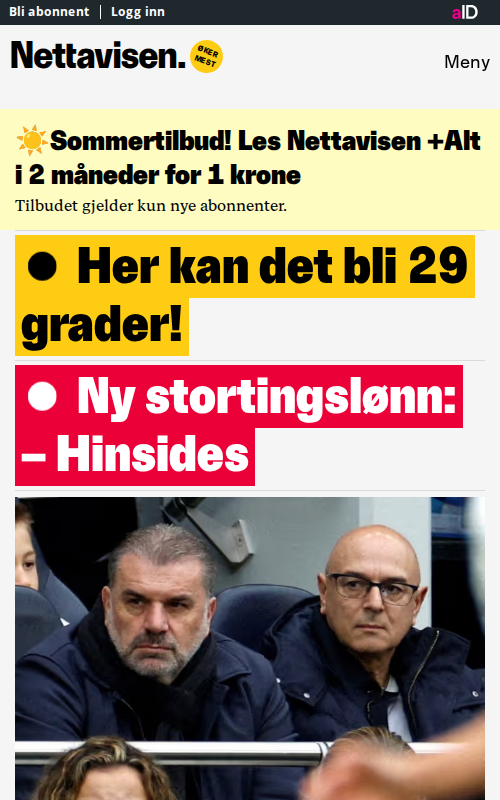 Bli abonnent | Logg inn
aID
Nettavisen.
ØKER
MEST
Meny
☀️Sommertilbud! Les Nettavisen +Alt
i 2 måneder for 1 krone
Tilbudet gjelder kun nye abonnenter.
● Her kan det bli 29
grader!
● Ny stortingslønn:
– Hinsides